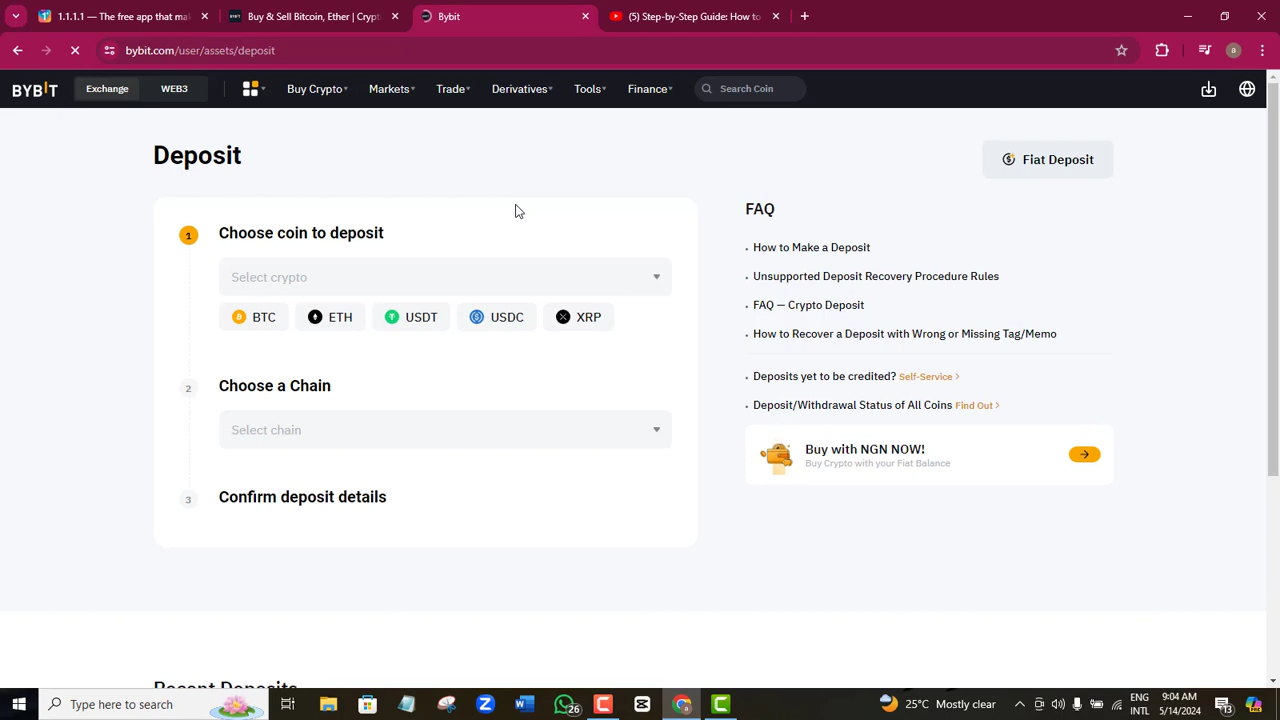 1.1.1.1 — The free app that ma
Buy & Sell Bitcoin, Ether | Crypt
Bybit
(5) Step-by-Step Guide: How to
bybit.com/user/assets/deposit
a
BYBIT
Exchange
WEB3
Buy Crypto
Markets
Trade
Derivatives
Tools
Finance
Search Coin
Deposit
Fiat Deposit
1
Choose coin to deposit
Select crypto
BTC
ETH
USDT
USDC
XRP
2
Choose a Chain
Select chain
3
Confirm deposit details
FAQ
How to Make a Deposit
Unsupported Deposit Recovery Procedure Rules
FAQ — Crypto Deposit
How to Recover a Deposit with Wrong or Missing Tag/Memo
Deposits yet to be credited? Self-Service >
Deposit/Withdrawal Status of All Coins Find Out >
Buy with NGN NOW!
Buy Crypto with your Fiat Balance
Recent Deposits
Type here to search
26
25°C Mostly clear
ENG
INTL
9:04 AM
5/14/2024
13